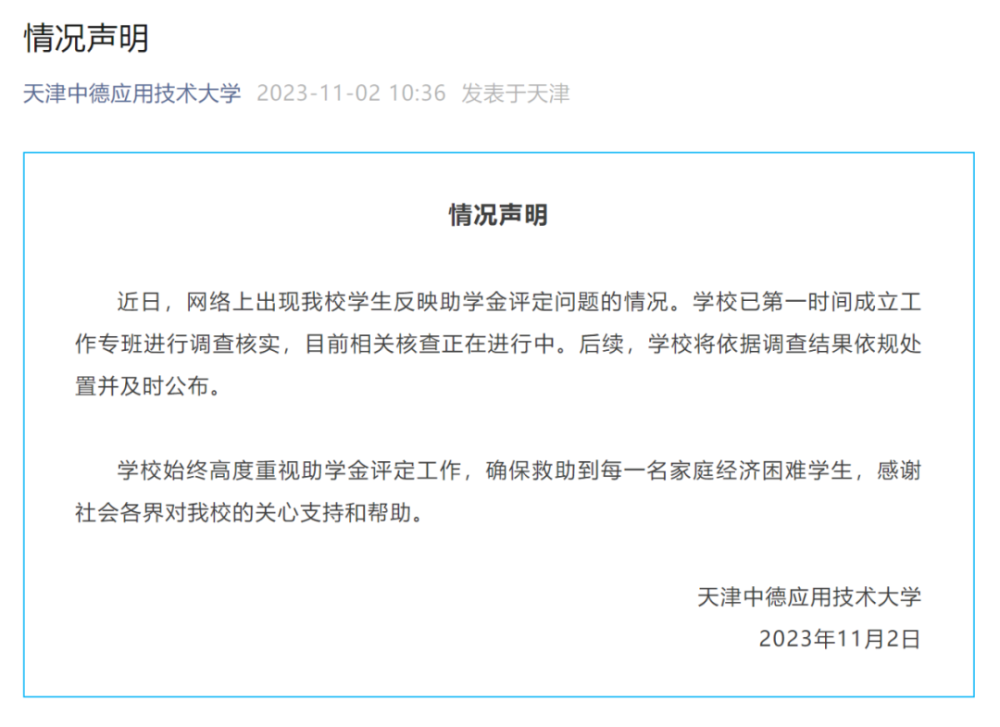 情况声明
天津中德应用技术大学 2023-11-02 10:36 发表于天津
情况声明
近日，网络上出现我校学生反映助学金评定问题的情况。学校已第一时间成立工
作专班进行调查核实，目前相关核查正在进行中。后续，学校将依据调查结果依规处
置并及时公布。
学校始终高度重视助学金评定工作，确保救助到每一名家庭经济困难学生，感谢
社会各界对我校的关心支持和帮助。
天津中德应用技术大学
2023年11月2日